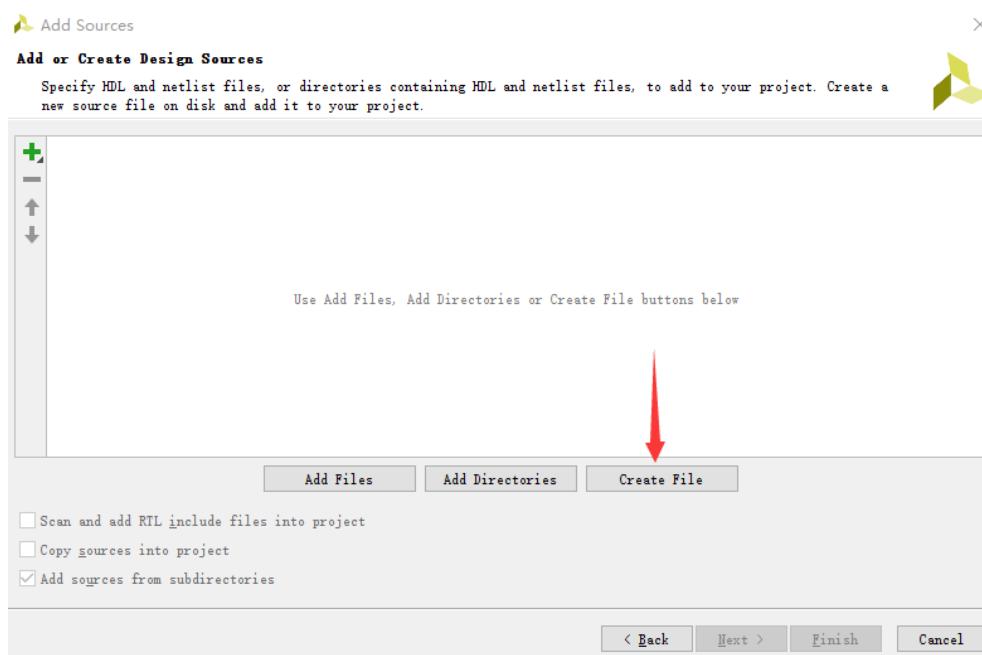 Add Sources
Add or Create Design Sources
Specify HDL and netlist files, or directories containing HDL and netlist files, to add to your project. Create a
new source file on disk and add it to your project.
Use Add Files, Add Directories or Create File buttons below
Add Files
Add Directories
Create File
Scan and add RTL include files into project
Copy sources into project
Add sources from subdirectories
< Back
Next >
Finish
Cancel